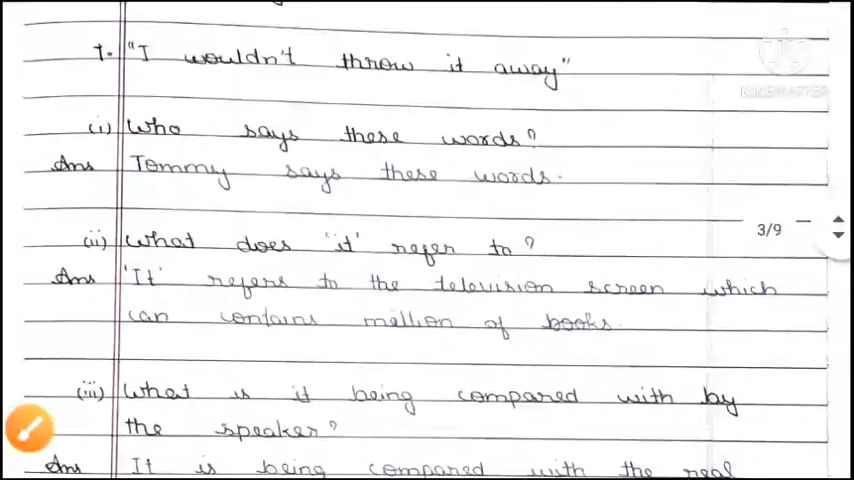 1. "I wouldn't throw it away"
(i) Who says these words?
Ans Tommy says these words.
(ii) What does 'it' refer to?
Ans 'It' refers to the television screen which
can contains million of books.
(iii) What is it being compared with by
the speaker?
Ans It is being compared with the real
KINEMASTER
3/9